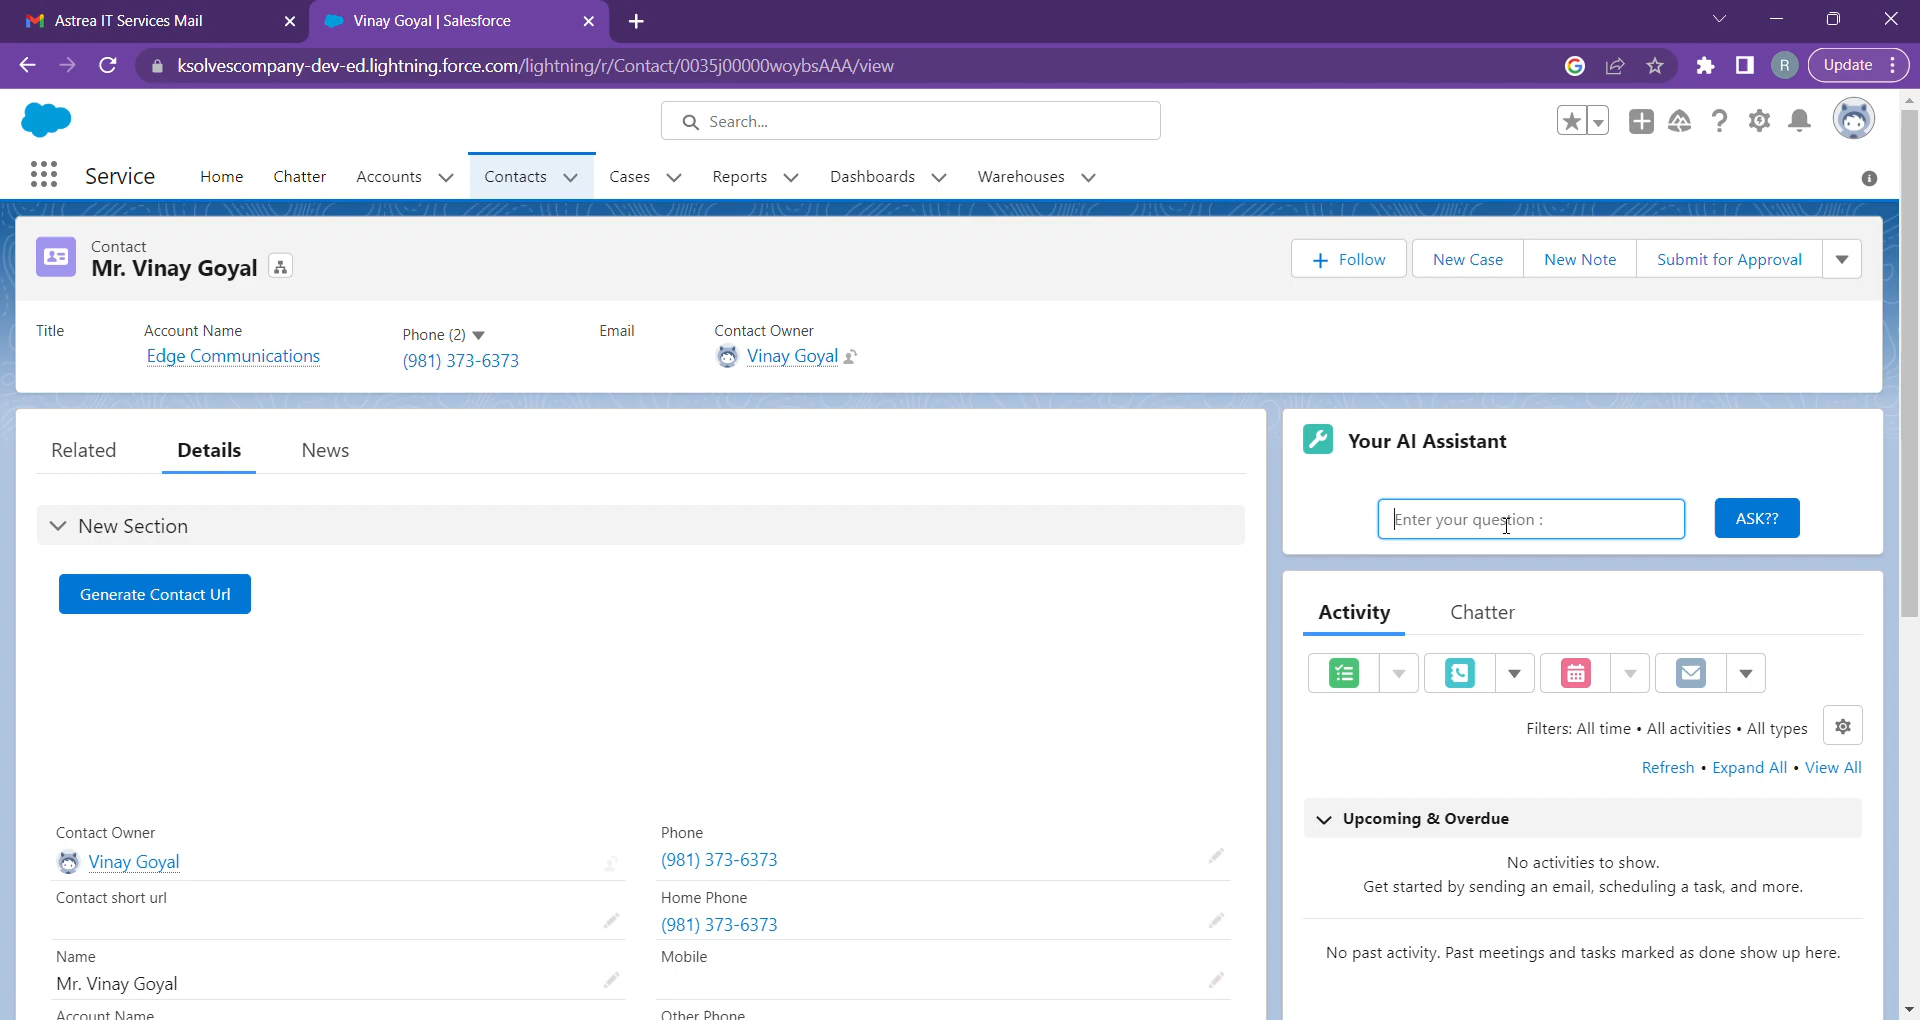 Astrea IT Services Mail
Vinay Goyal | Salesforce
ksolvescompany-dev-ed.lightning.force.com/lightning/r/Contact/0035j00000woybsAAA/view
R
Update
Search...
Service
Home
Chatter
Accounts
Contacts
Cases
Reports
Dashboards
Warehouses
Contact
Mr. Vinay Goyal
Follow
New Case
New Note
Submit for Approval
Title
Account Name
Edge Communications
Phone (2)
(981) 373-6373
Email
Contact Owner
Vinay Goyal
Related
Details
News
New Section
Generate Contact Url
Contact Owner
Vinay Goyal
Contact short url
Name
Mr. Vinay Goyal
Account Name
Phone
(981) 373-6373
Home Phone
(981) 373-6373
Mobile
Other Phone
Your AI Assistant
Enter your question :
ASK??
Activity
Chatter
Filters: All time • All activities • All types
Refresh • Expand All • View All
Upcoming & Overdue
No activities to show.
Get started by sending an email, scheduling a task, and more.
No past activity. Past meetings and tasks marked as done show up here.